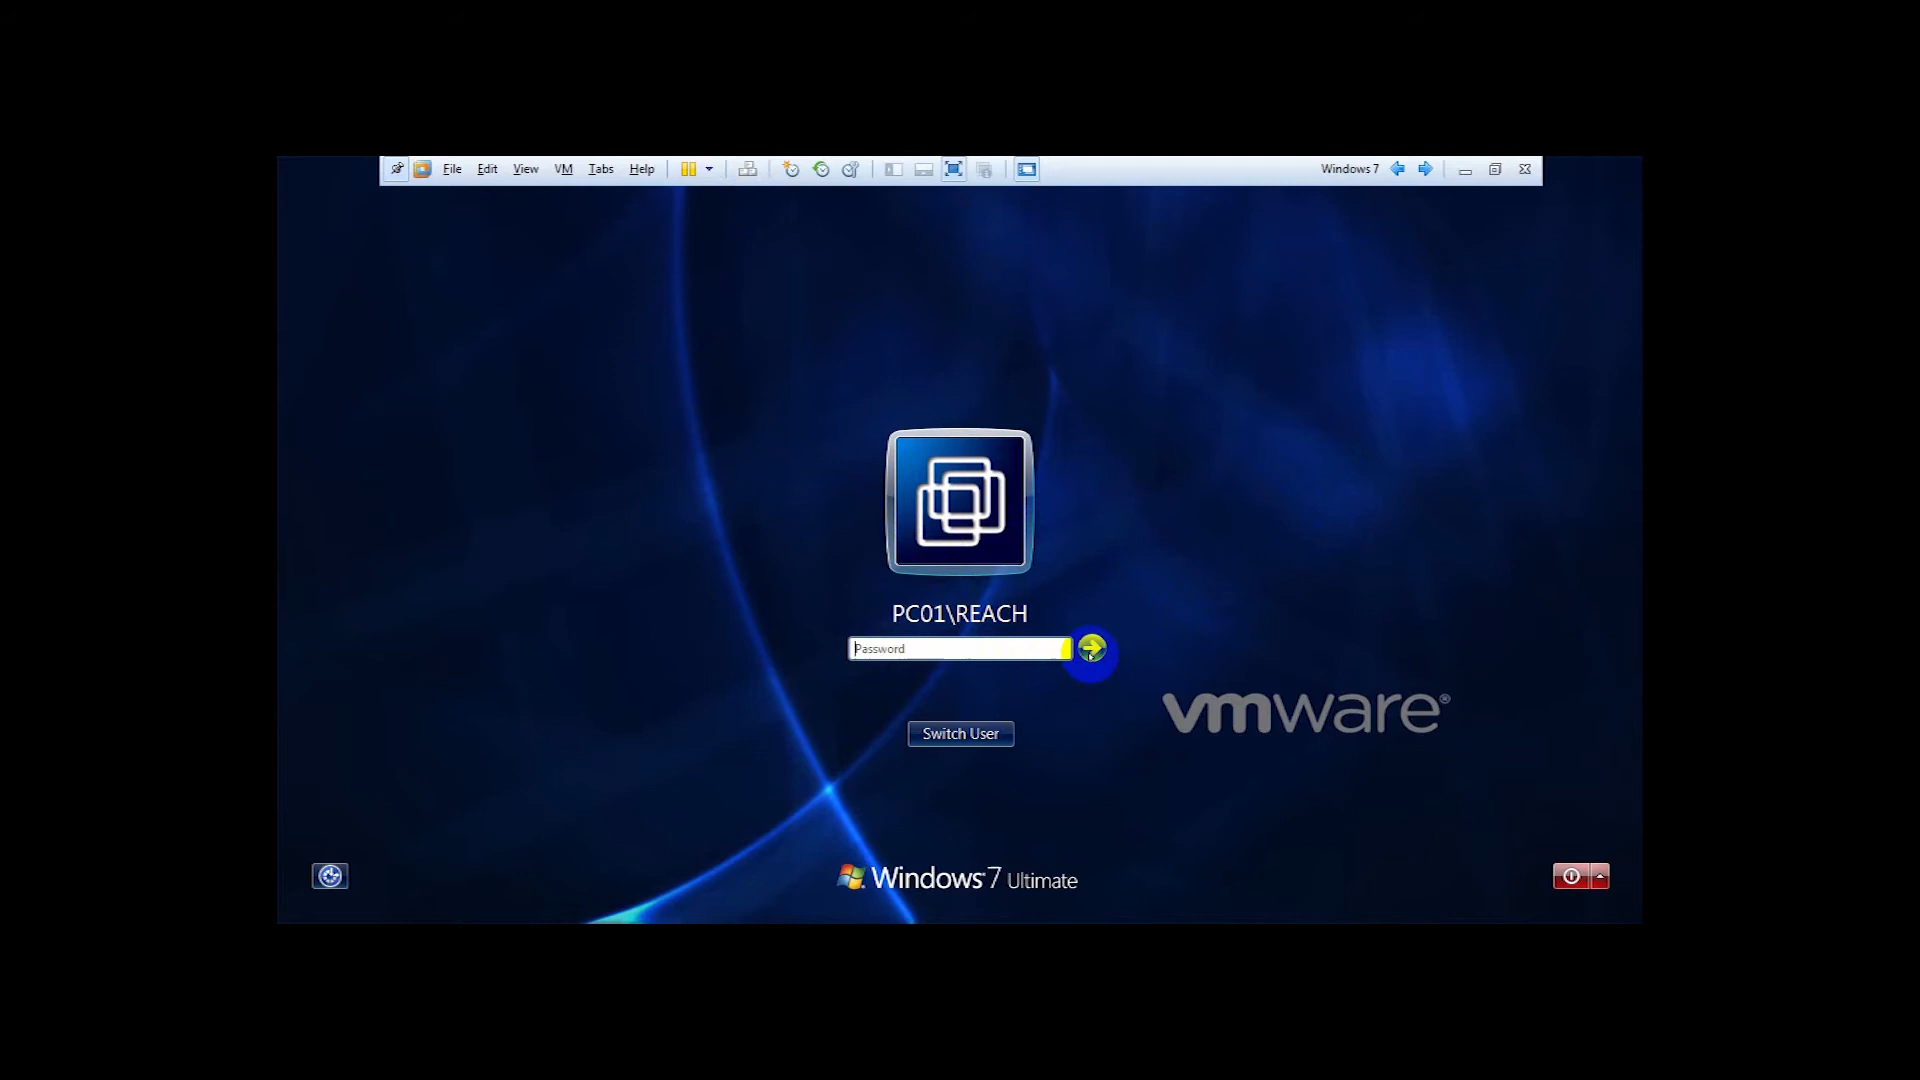 File Edit View VM Tabs Help Windows 7
PC01\REACH
Password
Switch User
vmware®
Windows 7 Ultimate